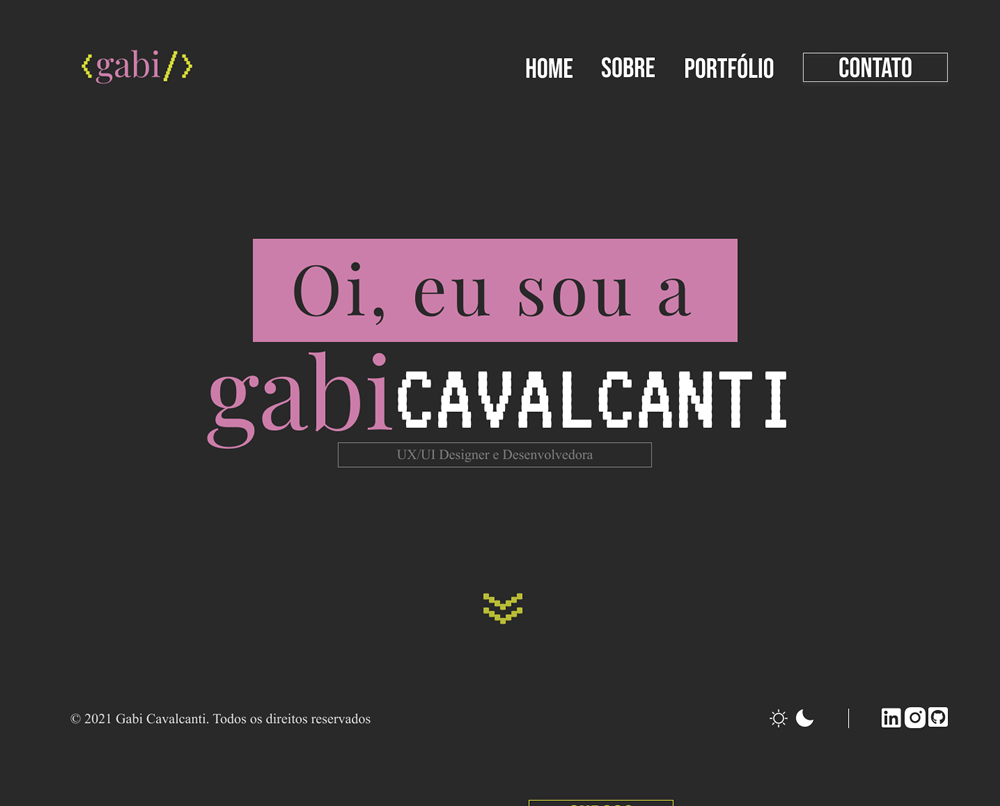 <gabi/>
HOME SOBRE PORTFÓLIO CONTATO
Oi, eu sou a
gabiCAVALCANTI
UX/UI Designer e Desenvolvedora
© 2021 Gabi Cavalcanti. Todos os direitos reservados
in